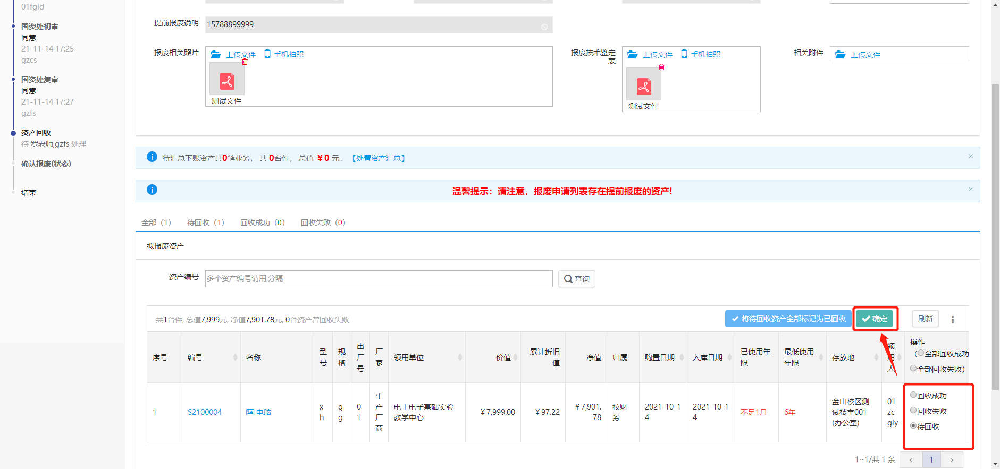 01fgld
国资处初审
同意
21-11-14 17:25
gzcs
国资处复审
同意
21-11-14 17:27
gzfs
资产回收
待 罗老师,gzfs 处理
确认报废(状态)
结束
提前报废说明 15788899999
报废相关照片 上传文件 手机拍照
测试文件.
报废技术鉴定
表
上传文件 手机拍照
测试文件.
相关附件 上传文件
待汇总下账资产共0笔业务， 共 0台件， 总值 ￥0 元。 【处置资产汇总】
温馨提示：请注意，报废申请列表存在提前报废的资产!
全部（1） 待回收（1） 回收成功（0） 回收失败（0）
拟报废资产
资产编号 多个资产编号请用,分隔 查询
共1台件, 总值7,999元, 净值7,901.78元, 0台资产曾回收失败
将待回收资产全部标记为已回收 确定 刷新
序号
编号
名称
型
号
规
格
出
厂
号
厂
家
领用单位
价值
累计折旧
值
净值
归属
购置日期
入库日期
已使用年
限
最低使用
年限
存放地
领
用
人
操作
（全部回收成功
全部回收失败）
1
S2100004
电脑
x
h
g
g
0
1
生
产
厂
商
电工电子基础实验
教学中心
￥7,999.00
￥97.22
￥7,901.
78
校财
务
2021-10-1
4
2021-10-1
4
不足1月
6年
金山校区测
试楼宇001
(办公室)
01
zc
gly
回收成功
回收失败
待回收
1~1/共 1 条 1